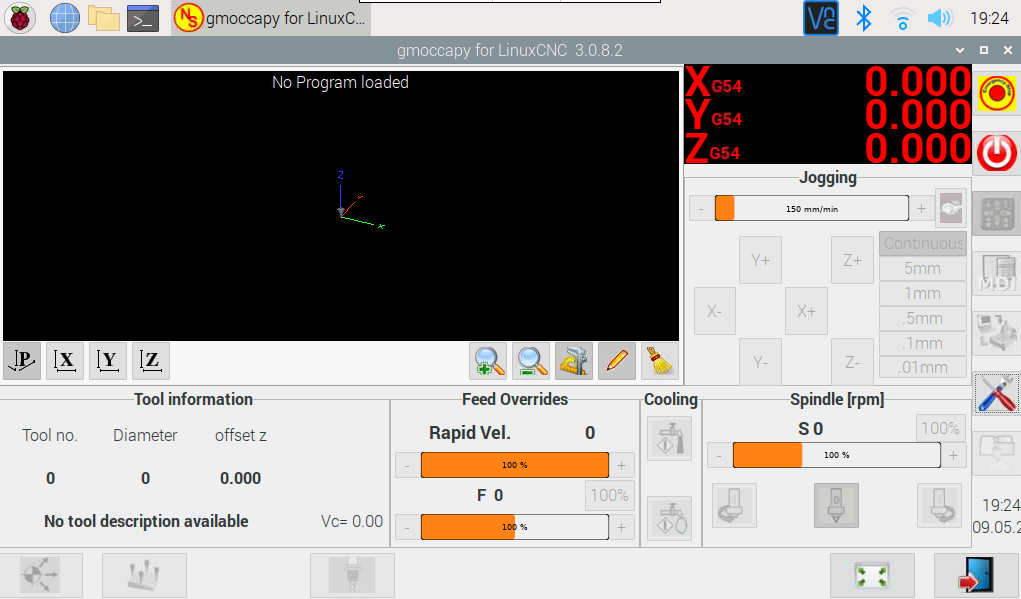 NS gmoccapy for LinuxC... VNC 19:24
gmoccapy for LinuxCNC 3.0.8.2
No Program loaded
Z
X G54 0.000
Y G54 0.000
Z G54 0.000
Jogging
- 150 mm/min +
Continuous
Y+ Z+
5mm
1mm
X- X+
.5mm
.1mm
Y- Z-
.01mm
MDI
P X Y Z
Tool information
Tool no. Diameter offset z
0 0 0.000
No tool description available Vc= 0.00
Feed Overrides
Rapid Vel. 0
- 100 % +
F 0 100%
- 100 % +
Cooling
Spindle [rpm]
S 0 100%
- 100 % +
0
19:24
09.05.2